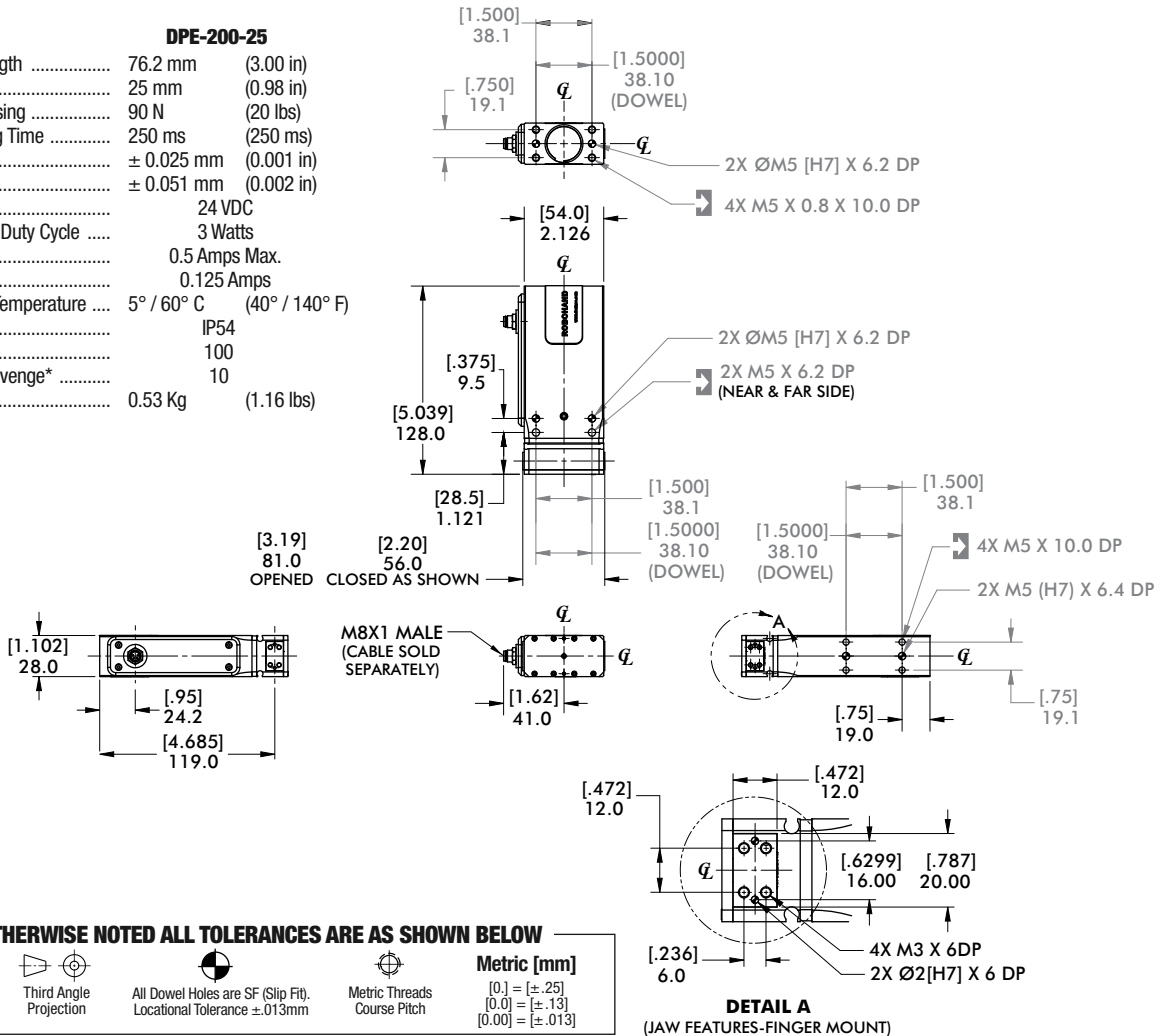 DPE-200-25
gth ................ 76.2 mm (3.00 in)
25 mm (0.98 in)
sing ................ 90 N (20 lbs)
g Time ............ 250 ms (250 ms)
± 0.025 mm (0.001 in)
± 0.051 mm (0.002 in)
24 VDC
Duty Cycle ..... 3 Watts
0.5 Amps Max.
0.125 Amps
emperature .... 5° / 60° C (40° / 140° F)
IP54
100
venge* ........... 10
0.53 Kg (1.16 lbs)
[1.500]
38.1
[1.5000]
38.10
(DOWEL)
[.750]
19.1
2X ØM5 [H7] X 6.2 DP
4X M5 X 0.8 X 10.0 DP
[54.0]
2.126
ROBOHAND
2X ØM5 [H7] X 6.2 DP
2X M5 X 6.2 DP
(NEAR & FAR SIDE)
[.375]
9.5
[5.039]
128.0
[28.5]
1.121
[1.500]
38.1
[1.5000]
38.10
(DOWEL)
[3.19]
81.0
OPENED
[2.20]
56.0
CLOSED AS SHOWN
[1.500]
38.1
[1.5000]
38.10
(DOWEL)
4X M5 X 10.0 DP
2X M5 (H7) X 6.4 DP
A
[.75]
19.1
[.75]
19.0
[1.102]
28.0
[.95]
24.2
[4.685]
119.0
M8X1 MALE
(CABLE SOLD
SEPARATELY)
[1.62]
41.0
[.472]
12.0
[.472]
12.0
[.6299]
16.00
[.787]
20.00
[.236]
6.0
4X M3 X 6DP
2X Ø2[H7] X 6 DP
DETAIL A
(JAW FEATURES-FINGER MOUNT)
THERWISE NOTED ALL TOLERANCES ARE AS SHOWN BELOW
Third Angle
Projection
All Dowel Holes are SF (Slip Fit).
Locational Tolerance ±.013mm
Metric Threads
Course Pitch
Metric [mm]
[0.] = [±.25]
[0.0] = [±.13]
[0.00] = [±.013]